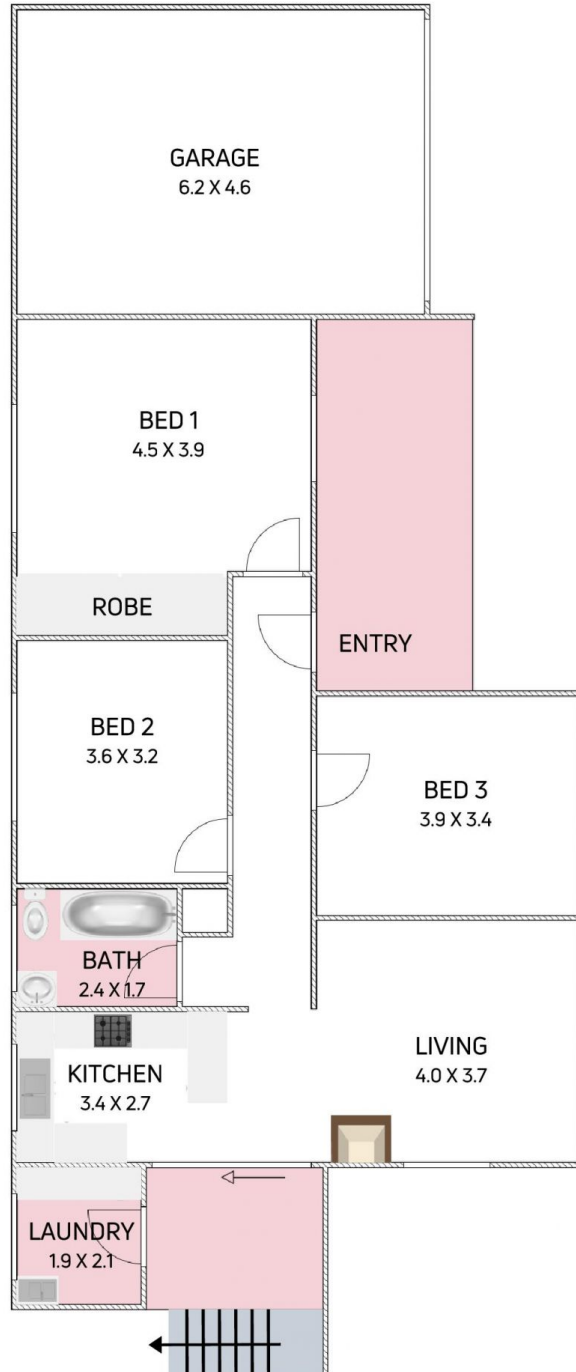 GARAGE
6.2 X 4.6
BED 1
4.5 X 3.9
ROBE
ENTRY
BED 2
3.6 X 3.2
BED 3
3.9 X 3.4
BATH
2.4 X 1.7
LIVING
4.0 X 3.7
KITCHEN
3.4 X 2.7
LAUNDRY
1.9 X 2.1